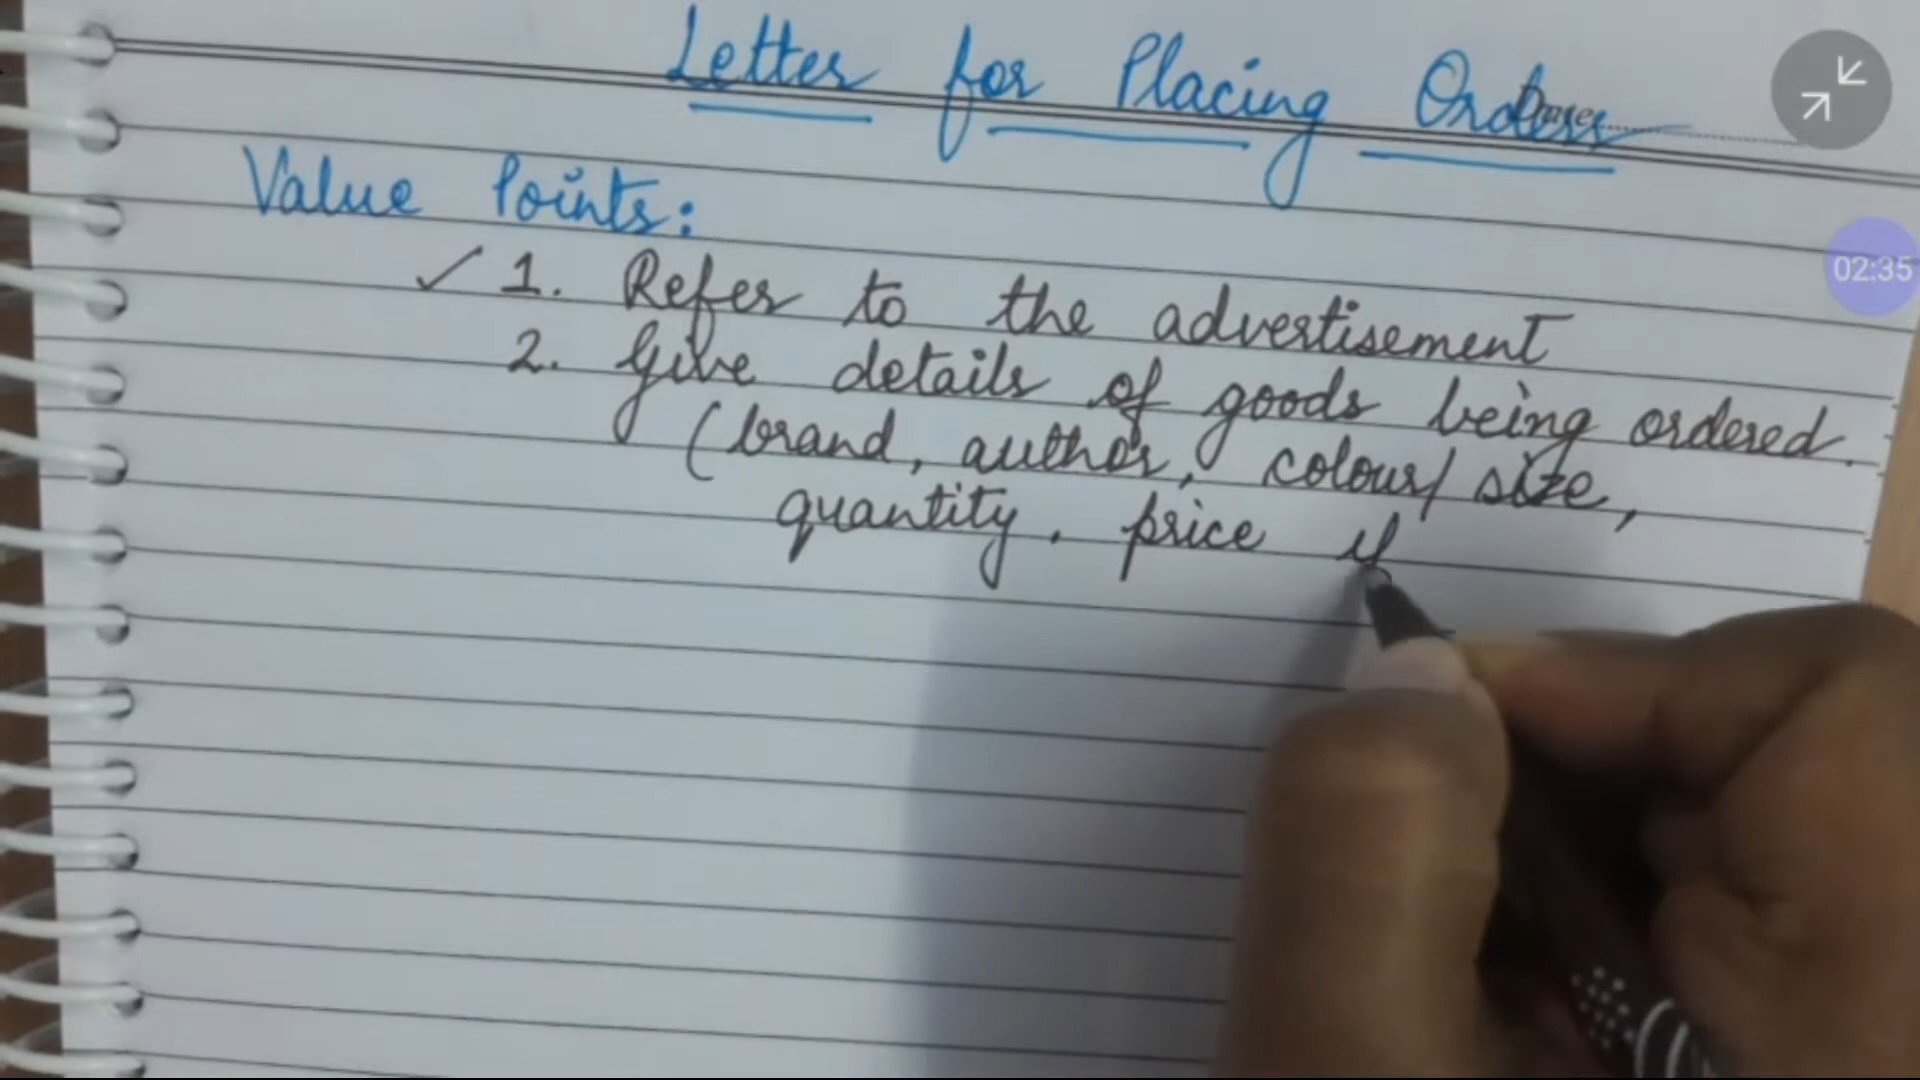 Letter for Placing Orders
Value Points:
02:35
✓ 1. Refer to the advertisement
2. Give details of goods being ordered.
(brand, author, colour/ size,
quantity, price if